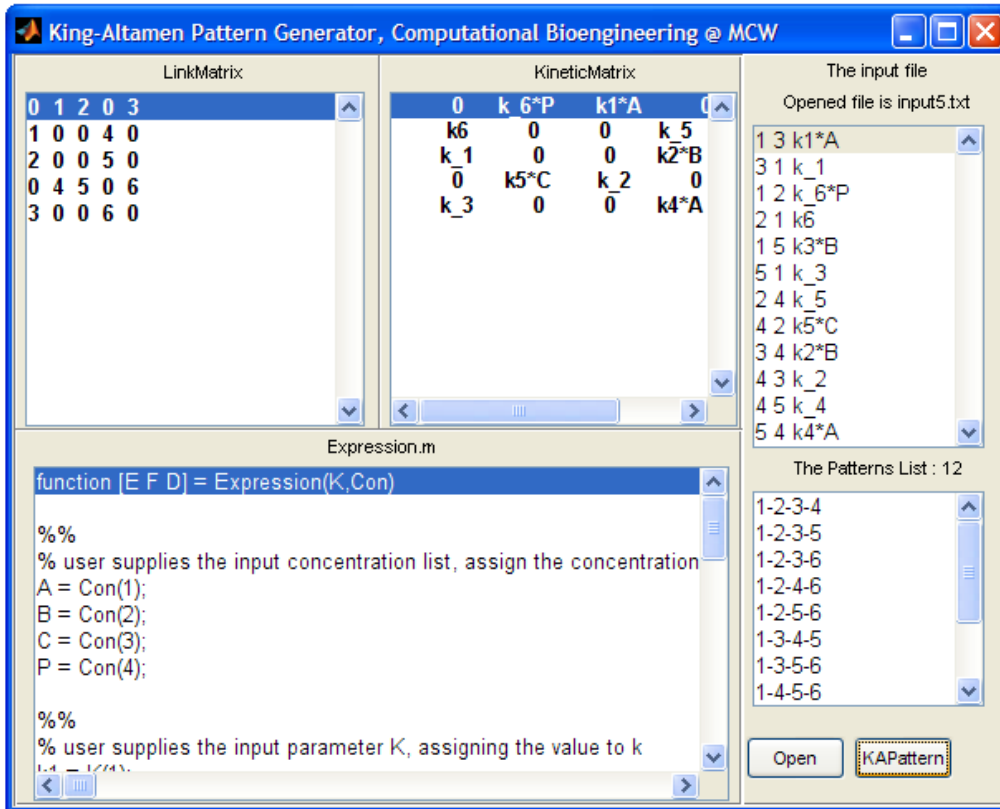 King-Altamen Pattern Generator, Computational Bioengineering @ MCW
LinkMatrix
0 1 2 0 3
1 0 0 4 0
2 0 0 5 0
0 4 5 0 6
3 0 0 6 0
KineticMatrix
0 k_6*P k1*A 0
k6 0 0 k_5
k_1 0 0 k2*B
0 k5*C k_2 0
k_3 0 0 k4*A
The input file
Opened file is input5.txt
1 3 k1*A
3 1 k_1
1 2 k_6*P
2 1 k6
1 5 k3*B
5 1 k_3
2 4 k_5
4 2 k5*C
3 4 k2*B
4 3 k_2
4 5 k_4
5 4 k4*A
Expression.m
function [E F D] = Expression(K,Con)
%%
% user supplies the input concentration list, assign the concentration
A = Con(1);
B = Con(2);
C = Con(3);
P = Con(4);
%%
% user supplies the input parameter K, assigning the value to k
k1 = K(1);
The Patterns List : 12
1-2-3-4
1-2-3-5
1-2-3-6
1-2-4-6
1-2-5-6
1-3-4-5
1-3-5-6
1-4-5-6
Open
KAPattern